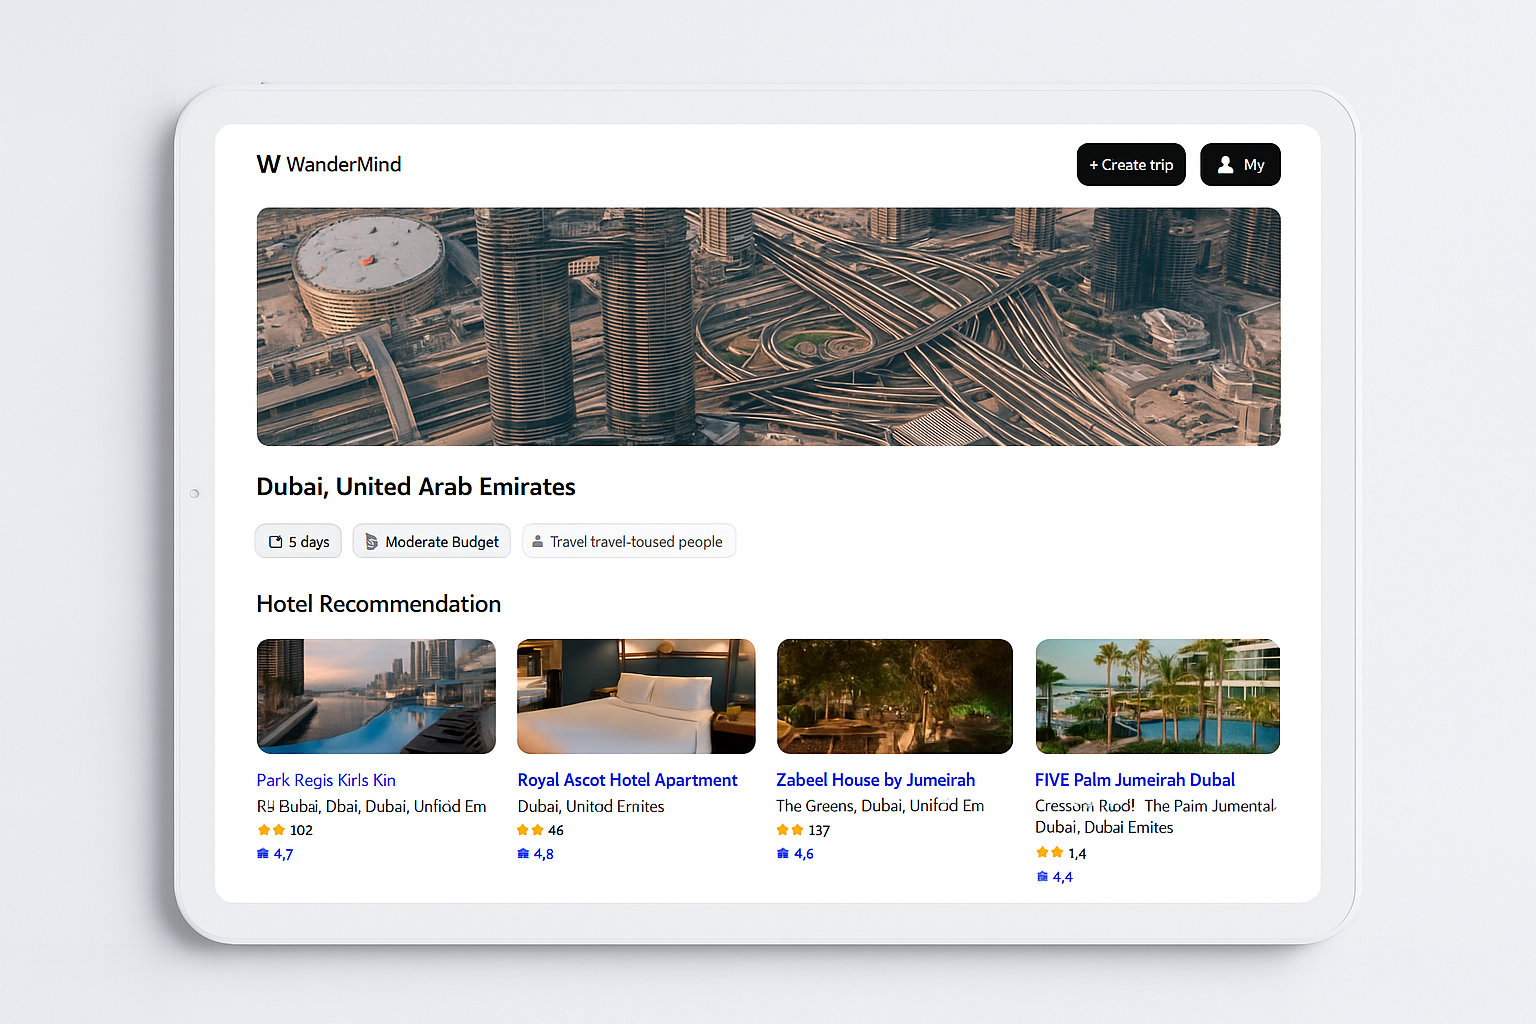 W WanderMind
+ Create trip
My
Dubai, United Arab Emirates
5 days
Moderate Budget
Travel travel-toused people
Hotel Recommendation
Park Regis Kirls Kin
Bubai, Dbai, Dubai, Unfiod Em
102
4,7
Royal Ascot Hotel Apartment
Dubai, Unitod Ernites
46
4,8
Zabeel House by Jumeirah
The Greens, Dubai, Unifod Em
137
4,6
FIVE Palm Jumeirah Dubal
The Paim Jumental
Dubai, Dubai Emites
1,4
4,4